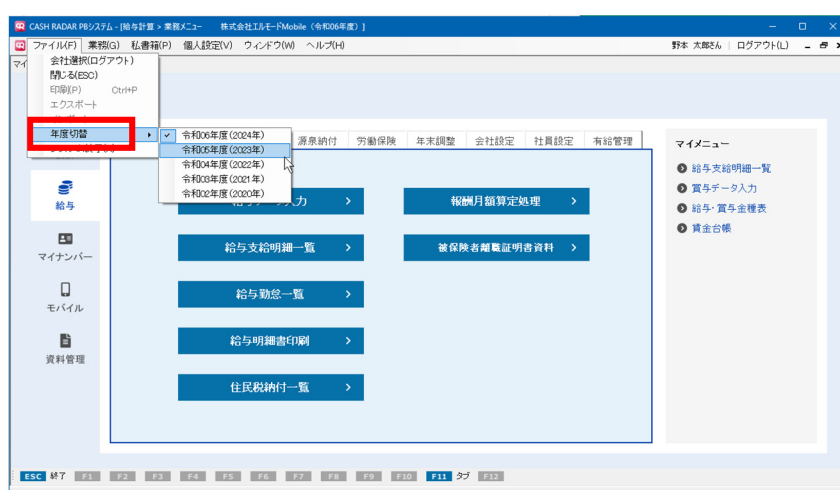 CASH RADAR PBシステム - [給与計算 > 業務メニュー 株式会社エルモードMobile（令和06年度）]
ファイル(F) 業務(G) 私書箱(P) 個人設定(V) ウィンドウ(W) ヘルプ(H) 野本 太郎さん | ログアウト(L)
マイ
会社選択(ログアウト)
閉じる(ESC)
印刷(P) Ctrl+P
エクスポート
年度切替
令和06年度(2024年)
令和05年度(2023年)
令和04年度(2022年)
令和03年度(2021年)
令和02年度(2020年)
源泉納付 労働保険 年末調整 会社設定 社員設定 有給管理
給与
マイナンバー
モバイル
資料管理
給与データ入力
給与支給明細一覧
給与勤怠一覧
給与明細書印刷
住民税納付一覧
報酬月額算定処理
被保険者離職証明書資料
マイメニュー
給与支給明細一覧
賞与データ入力
給与・賞与金種表
賃金台帳
ESC 終了 F1 F2 F3 F4 F5 F6 F7 F8 F9 F10 F11 タブ F12